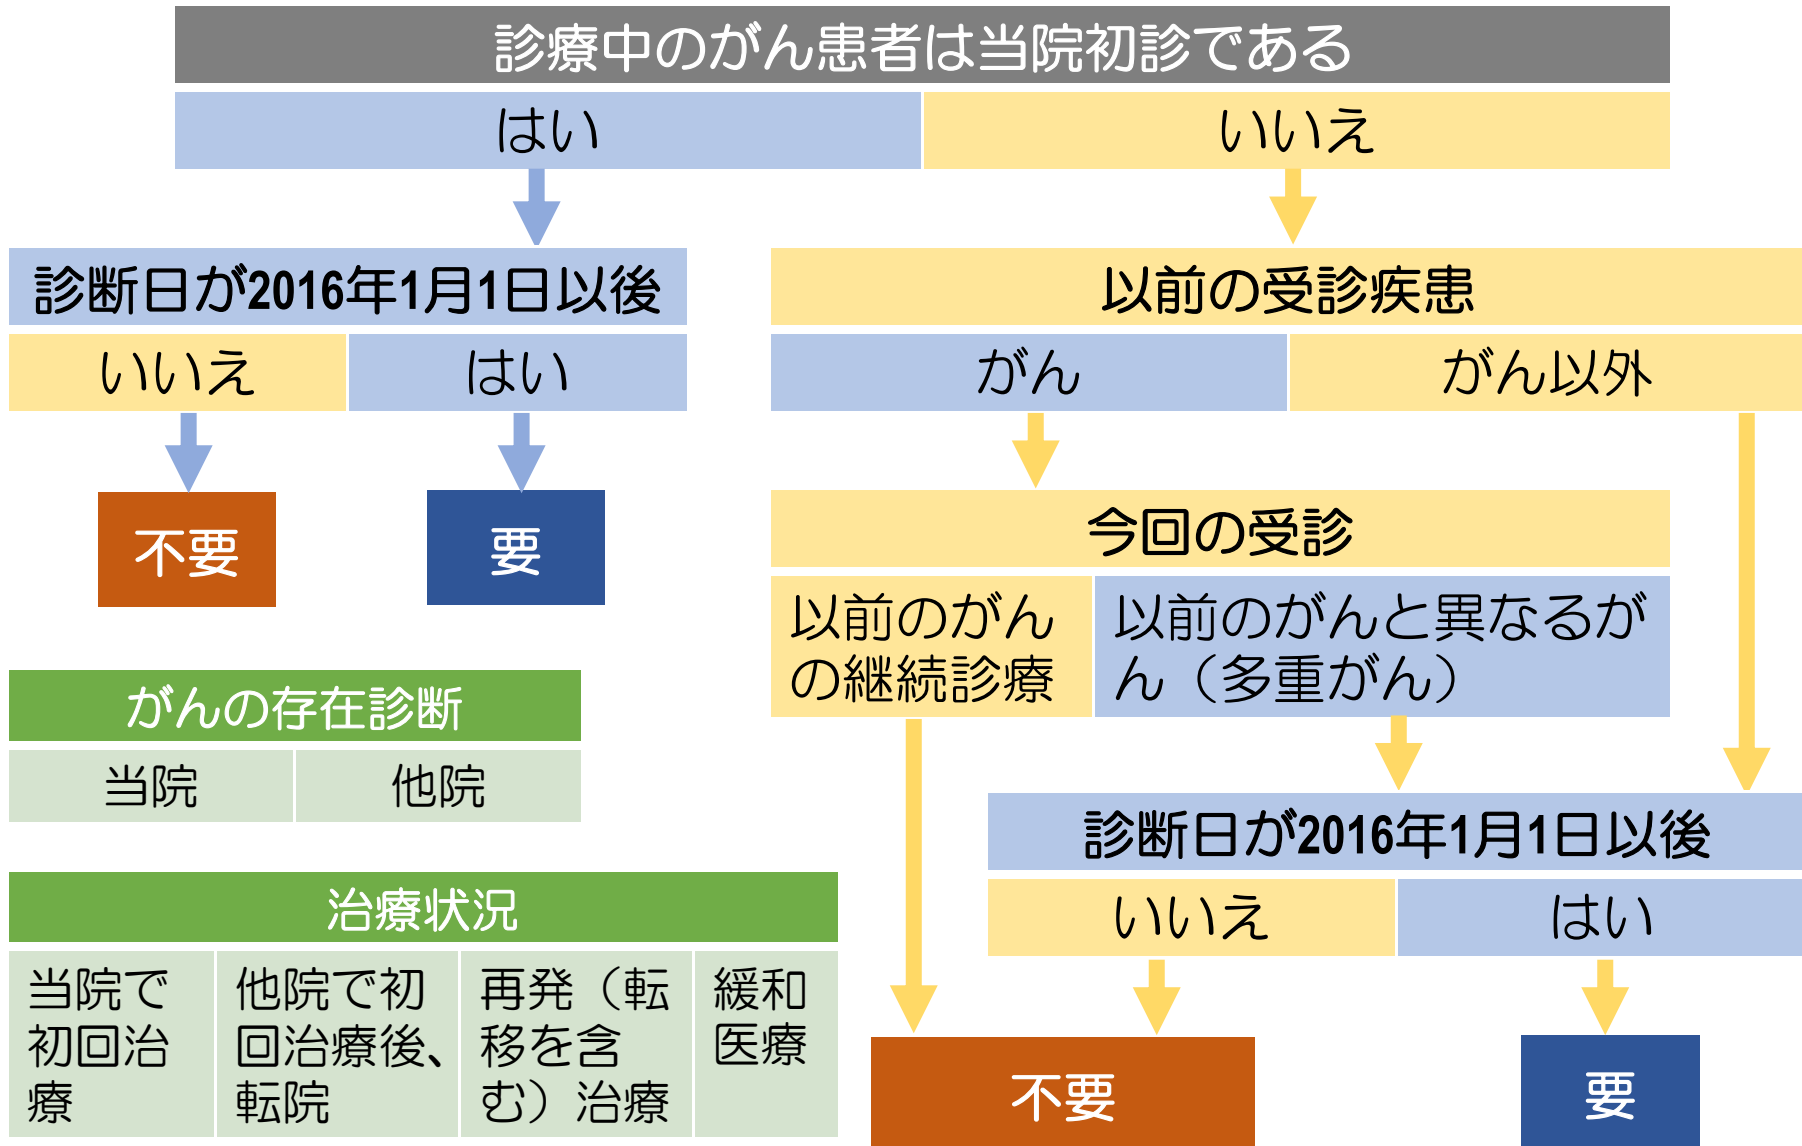 診療中のがん患者は当院初診である
はい
いいえ
診断日が2016年1月1日以後
いいえ
はい
不要
要
以前の受診疾患
がん
がん以外
今回の受診
以前のがん
の継続診療
以前のがんと異なるが
ん（多重がん）
診断日が2016年1月1日以後
いいえ
はい
不要
要
がんの存在診断
当院
他院
治療状況
当院で
初回治
療
他院で初
回治療後、
転院
再発（転
移を含
む）治療
緩和
医療